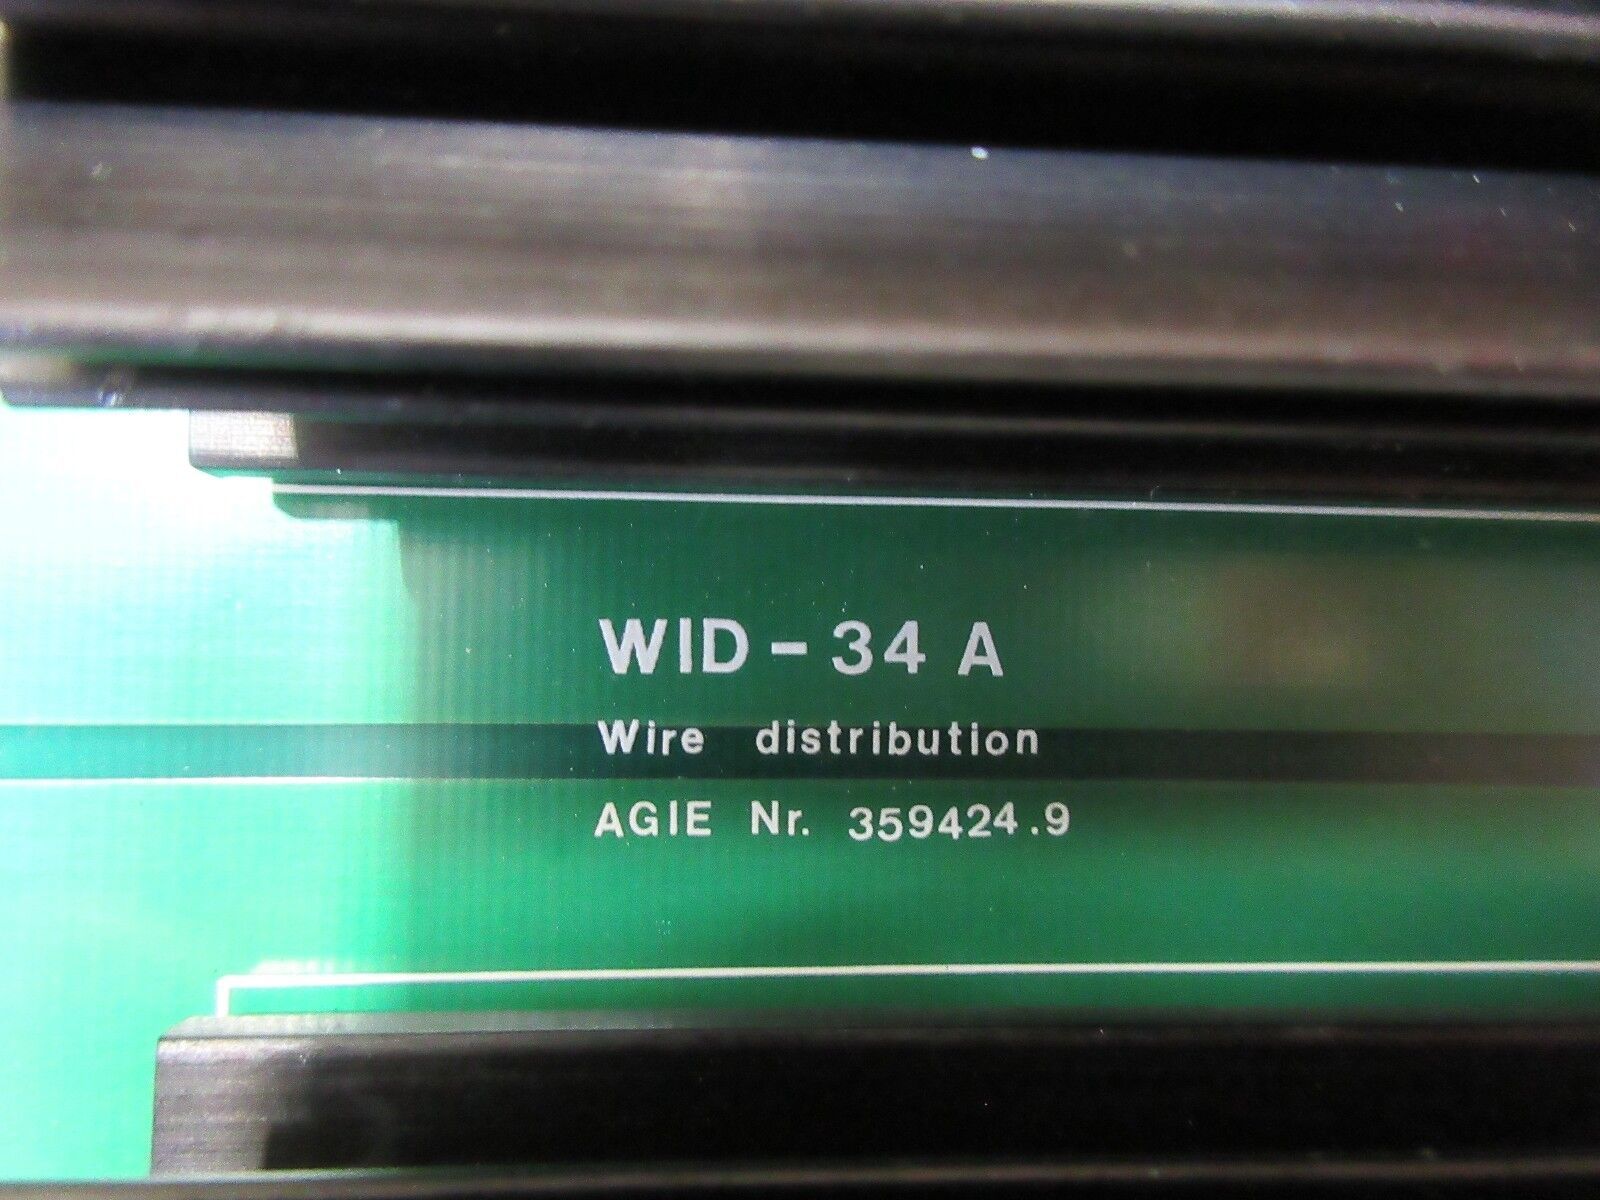 WID - 34 A
Wire distribution
AGIE Nr. 359424.9